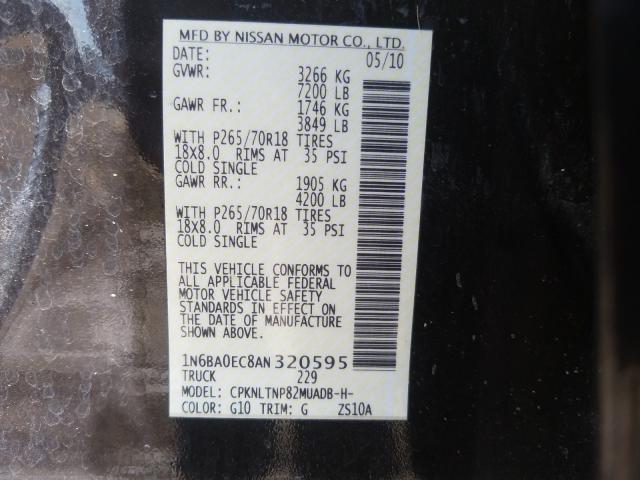 MFD BY NISSAN MOTOR CO., LTD.
DATE: 05/10
GVWR: 3266 KG
7200 LB
GAWR FR.: 1746 KG
3849 LB
WITH P265/70R18 TIRES
18X8.0 RIMS AT 35 PSI
COLD SINGLE
GAWR RR.: 1905 KG
4200 LB
WITH P265/70R18 TIRES
18X8.0 RIMS AT 35 PSI
COLD SINGLE
THIS VEHICLE CONFORMS TO
ALL APPLICABLE FEDERAL
MOTOR VEHICLE SAFETY
STANDARDS IN EFFECT ON
THE DATE OF MANUFACTURE
SHOWN ABOVE.
1N6BA0EC8AN320595
TRUCK 229
MODEL: CPKNLTNP82MUADB-H-
COLOR: G10 TRIM: G ZS10A